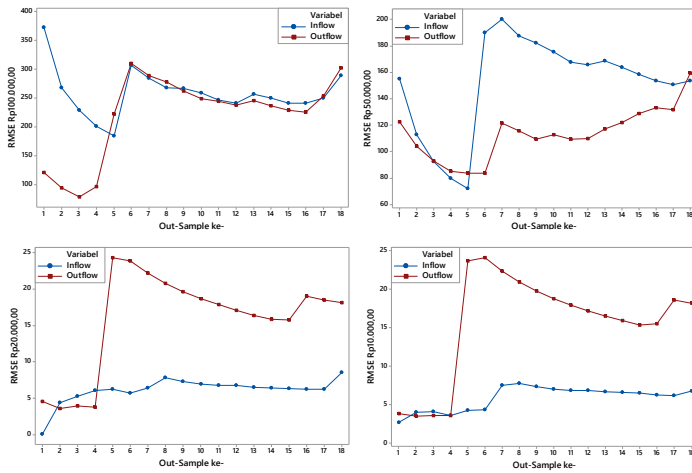 RMSE Rp100.000,00
400
300
250
200
150
100
Variabel
Inflow
Outflow
1 2 3 4 5 6 7 8 9 10 11 12 13 14 15 16 17 18
Out-Sample ke-
RMSE Rp50.000,00
200
180
160
140
120
100
80
60
Variabel
Inflow
Outflow
1 2 3 4 5 6 7 8 9 10 11 12 13 14 15 16 17 18
Out-Sample ke-
RMSE Rp20.000,00
25
20
15
10
5
0
Variabel
Inflow
Outflow
1 2 3 4 5 6 7 8 9 10 11 12 13 14 15 16 17 18
Out-Sample ke-
RMSE Rp10.000,00
25
20
15
10
5
0
Variabel
Inflow
Outflow
1 2 3 4 5 6 7 8 9 10 11 12 13 14 15 16 17 18
Out-Sample ke-